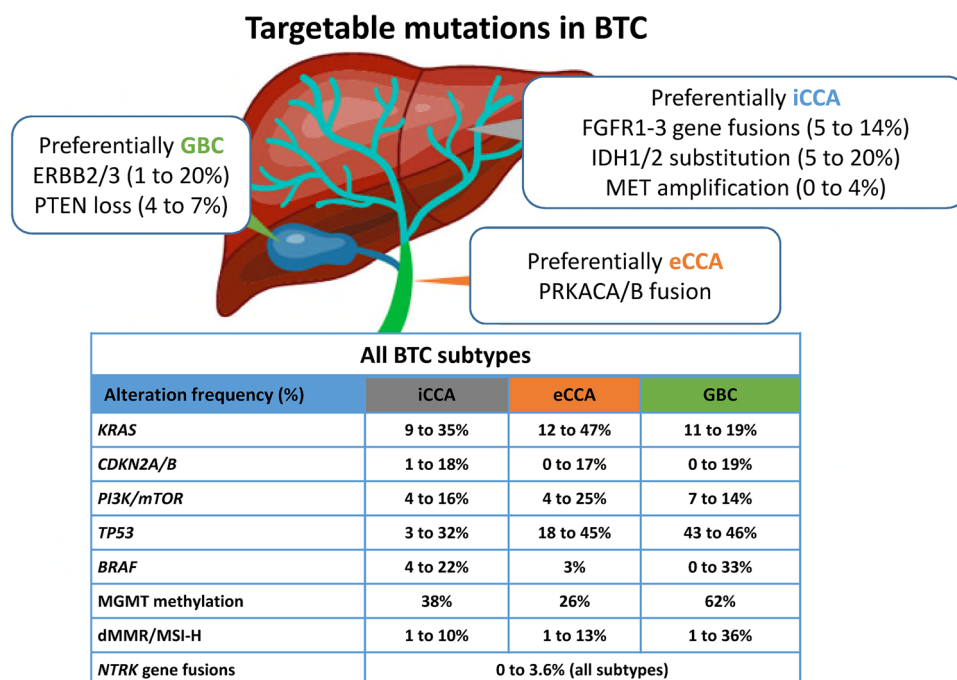 Targetable mutations in BTC
Preferentially GBC
ERBB2/3 (1 to 20%)
PTEN loss (4 to 7%)
Preferentially iCCA
FGFR1-3 gene fusions (5 to 14%)
IDH1/2 substitution (5 to 20%)
MET amplification (0 to 4%)
Preferentially eCCA
PRKACA/B fusion
All BTC subtypes
Alteration frequency (%) iCCA eCCA GBC
KRAS 9 to 35% 12 to 47% 11 to 19%
CDKN2A/B 1 to 18% 0 to 17% 0 to 19%
PI3K/mTOR 4 to 16% 4 to 25% 7 to 14%
TP53 3 to 32% 18 to 45% 43 to 46%
BRAF 4 to 22% 3% 0 to 33%
MGMT methylation 38% 26% 62%
dMMR/MSI-H 1 to 10% 1 to 13% 1 to 36%
NTRK gene fusions 0 to 3.6% (all subtypes)